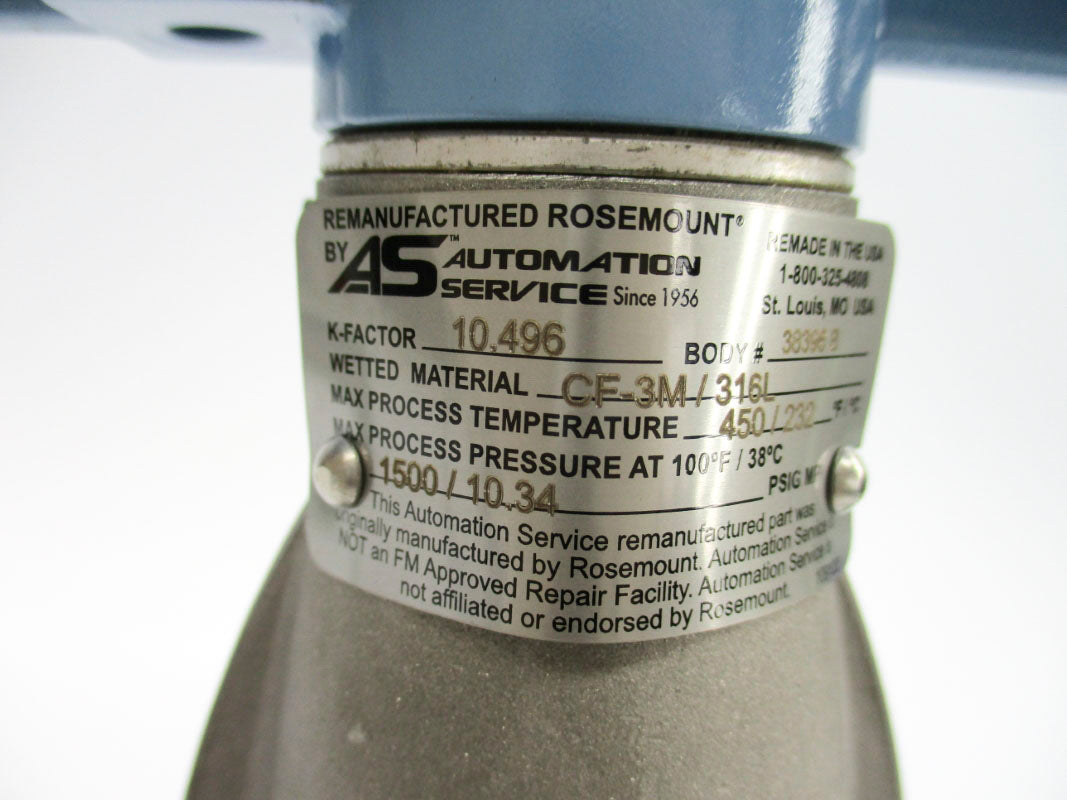 REMANUFACTURED ROSEMOUNT®
BY AS™ AUTOMATION
SERVICE Since 1956
REMADE IN THE USA
1-800-325-4808
St. Louis, MO USA
K-FACTOR 10.496
BODY # 38396 B
WETTED MATERIAL CF-3M / 316L
MAX PROCESS TEMPERATURE 450 / 232 °F / °C
MAX PROCESS PRESSURE AT 100°F / 38°C
1500 / 10.34 PSIG
This Automation Service remanufactured part was
originally manufactured by Rosemount. Automation Service is
NOT an FM Approved Repair Facility. Automation Service is
not affiliated or endorsed by Rosemount.